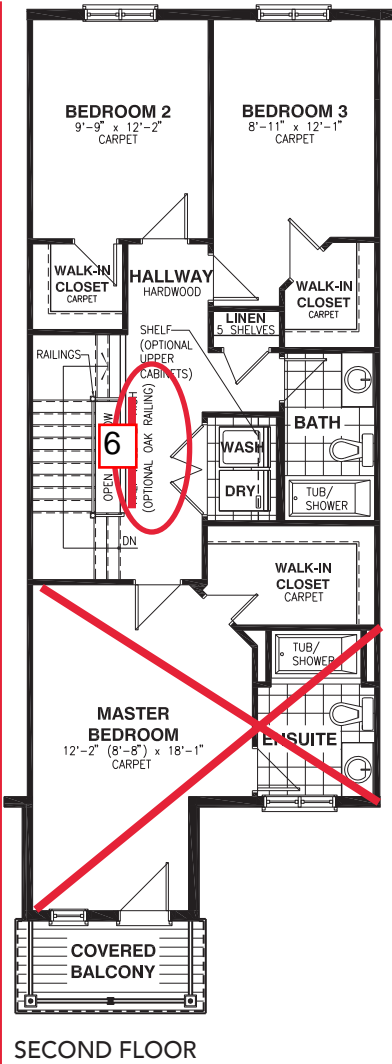 BEDROOM 2
9'-9" x 12'-2"
CARPET
BEDROOM 3
8'-11" x 12'-1"
CARPET
WALK-IN
CLOSET
CARPET
HALLWAY
HARDWOOD
WALK-IN
CLOSET
CARPET
LINEN
5 SHELVES
SHELF
(OPTIONAL
UPPER
CABINETS)
RAILINGS
6
OPEN
(OPTIONAL OAK RAILING)
DN
WASH
DRY
BATH
TUB/
SHOWER
WALK-IN
CLOSET
CARPET
TUB/
SHOWER
MASTER
BEDROOM
12'-2" (8'-8") x 18'-1"
CARPET
ENSUITE
COVERED
BALCONY
SECOND FLOOR